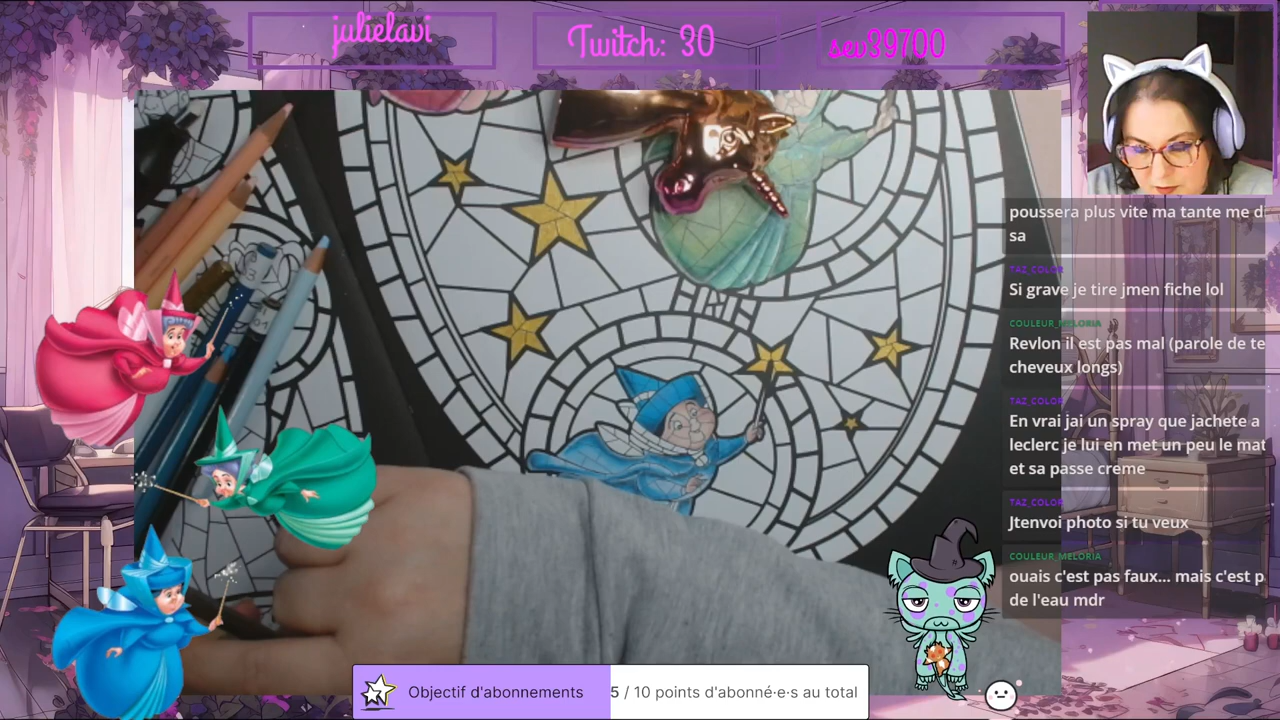 julielavi
Twitch: 30
sev39700
poussera plus vite ma tante me d
sa
TAZ_COLOR
Si grave je tire jmen fiche lol
COULEUR_MELORIA
Revlon il est pas mal (parole de te
cheveux longs)
TAZ_COLOR
En vrai jai un spray que jachete a
leclerc je lui en met un peu le mat
et sa passe creme
TAZ_COLOR
Jtenvoi photo si tu veux
COULEUR_MELORIA
ouais c'est pas faux... mais c'est p
de l'eau mdr
Objectif d'abonnements
5 / 10 points d'abonné·e·s au total